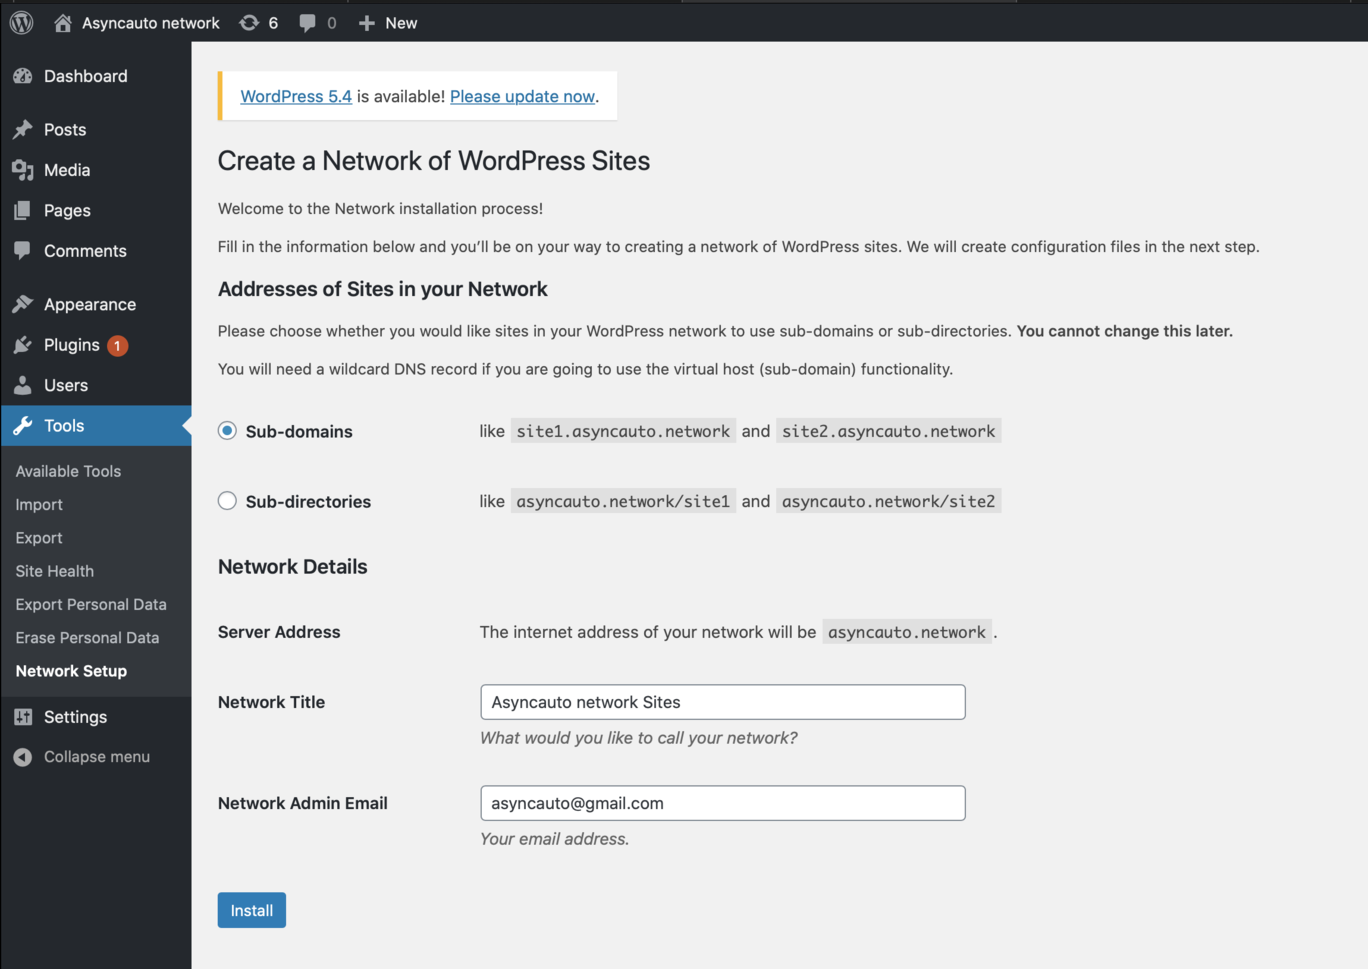 Asyncauto network 6 0 New
Dashboard
Posts
Media
Pages
Comments
Appearance
Plugins 1
Users
Tools
Available Tools
Import
Export
Site Health
Export Personal Data
Erase Personal Data
Network Setup
Settings
Collapse menu
WordPress 5.4 is available! Please update now.
Create a Network of WordPress Sites
Welcome to the Network installation process!
Fill in the information below and you’ll be on your way to creating a network of WordPress sites. We will create configuration files in the next step.
Addresses of Sites in your Network
Please choose whether you would like sites in your WordPress network to use sub-domains or sub-directories. You cannot change this later.
You will need a wildcard DNS record if you are going to use the virtual host (sub-domain) functionality.
Sub-domains like site1.asyncauto.network and site2.asyncauto.network
Sub-directories like asyncauto.network/site1 and asyncauto.network/site2
Network Details
Server Address The internet address of your network will be asyncauto.network.
Network Title Asyncauto network Sites
What would you like to call your network?
Network Admin Email asyncauto@gmail.com
Your email address.
Install